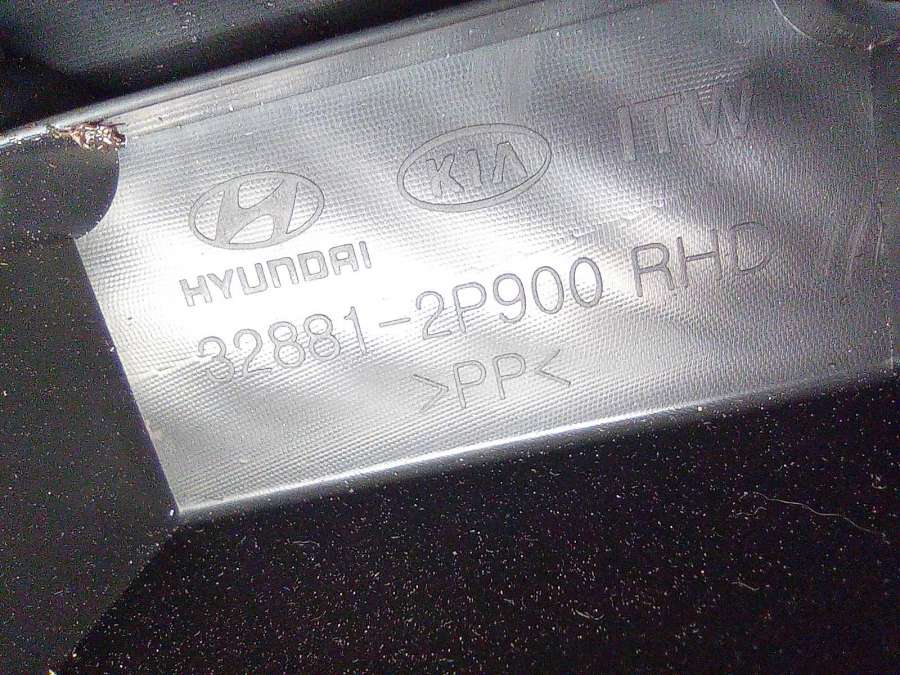 KIA ITW
HYUNDAI
32881-2P900 RHD
>PP<